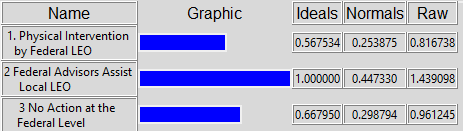 Name Graphic Ideals Normals Raw
1. Physical Intervention
by Federal LEO
0.567534 0.253875 0.816738
2 Federal Advisors Assist
Local LEO
1.000000 0.447330 1.439098
3 No Action at the
Federal Level
0.667950 0.298794 0.961245